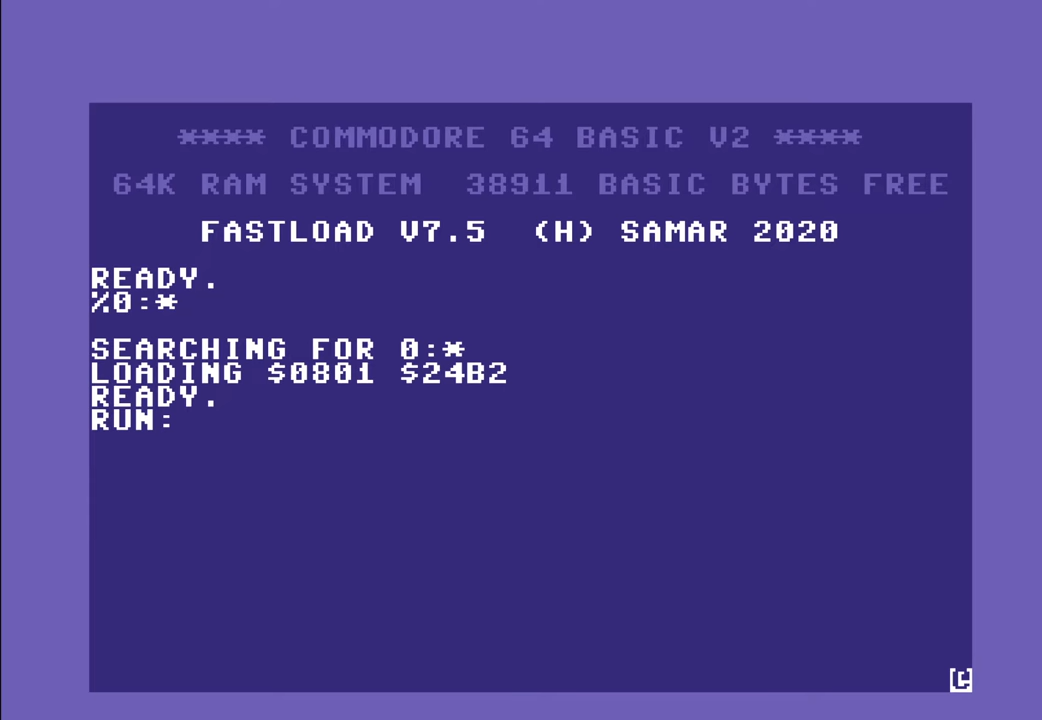 **** COMMODORE 64 BASIC V2 ****
64K RAM SYSTEM  38911 BASIC BYTES FREE
FASTLOAD V7.5  (H) SAMAR 2020
READY.
%0:*
SEARCHING FOR 0:*
LOADING $0801 $24B2
READY.
RUN: